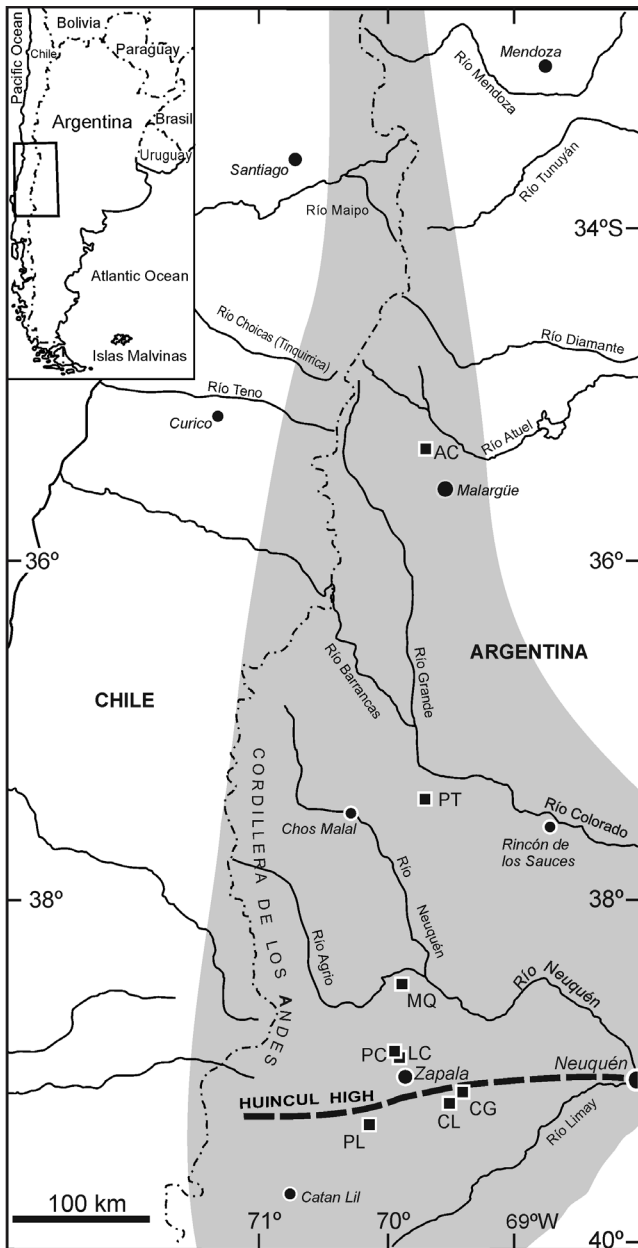 Bolivia
Pacific Ocean
Chile
Paraguay
Argentina
Brasil
Uruguay
Atlantic Ocean
Islas Malvinas
Mendoza
Río Mendoza
Santiago
Río Tunuyán
Río Maipo
34ºS
Río Choicas (Tinquirrica)
Río Diamante
Río Teno
Curico
Río Atuel
AC
Malargüe
36º
36º
Río Barrancas
Río Grande
ARGENTINA
CHILE
CORDILLERA DE LOS ANDES
PT
Río Colorado
Chos Malal
Rincón de
los Sauces
Río
Neuquén
38º
38º
Río Agrio
MQ
Río Neuquén
PC
LC
Zapala
Neuquén
HUINCUL HIGH
CG
CL
PL
Río Limay
Catan Lil
100 km
71º
70º
69ºW
40º